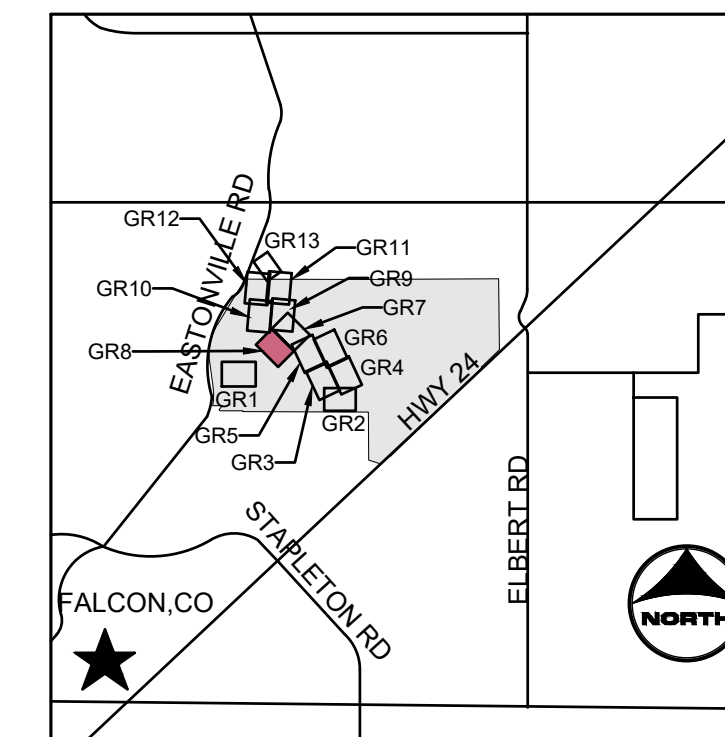 EASTONVILLE RD
GR12
GR13
GR11
GR10
GR9
GR7
GR8
GR6
GR4
GR1
GR2
GR5
GR3
HWY 24
STAPLETON RD
ELBERT RD
FALCON,CO
NORTH